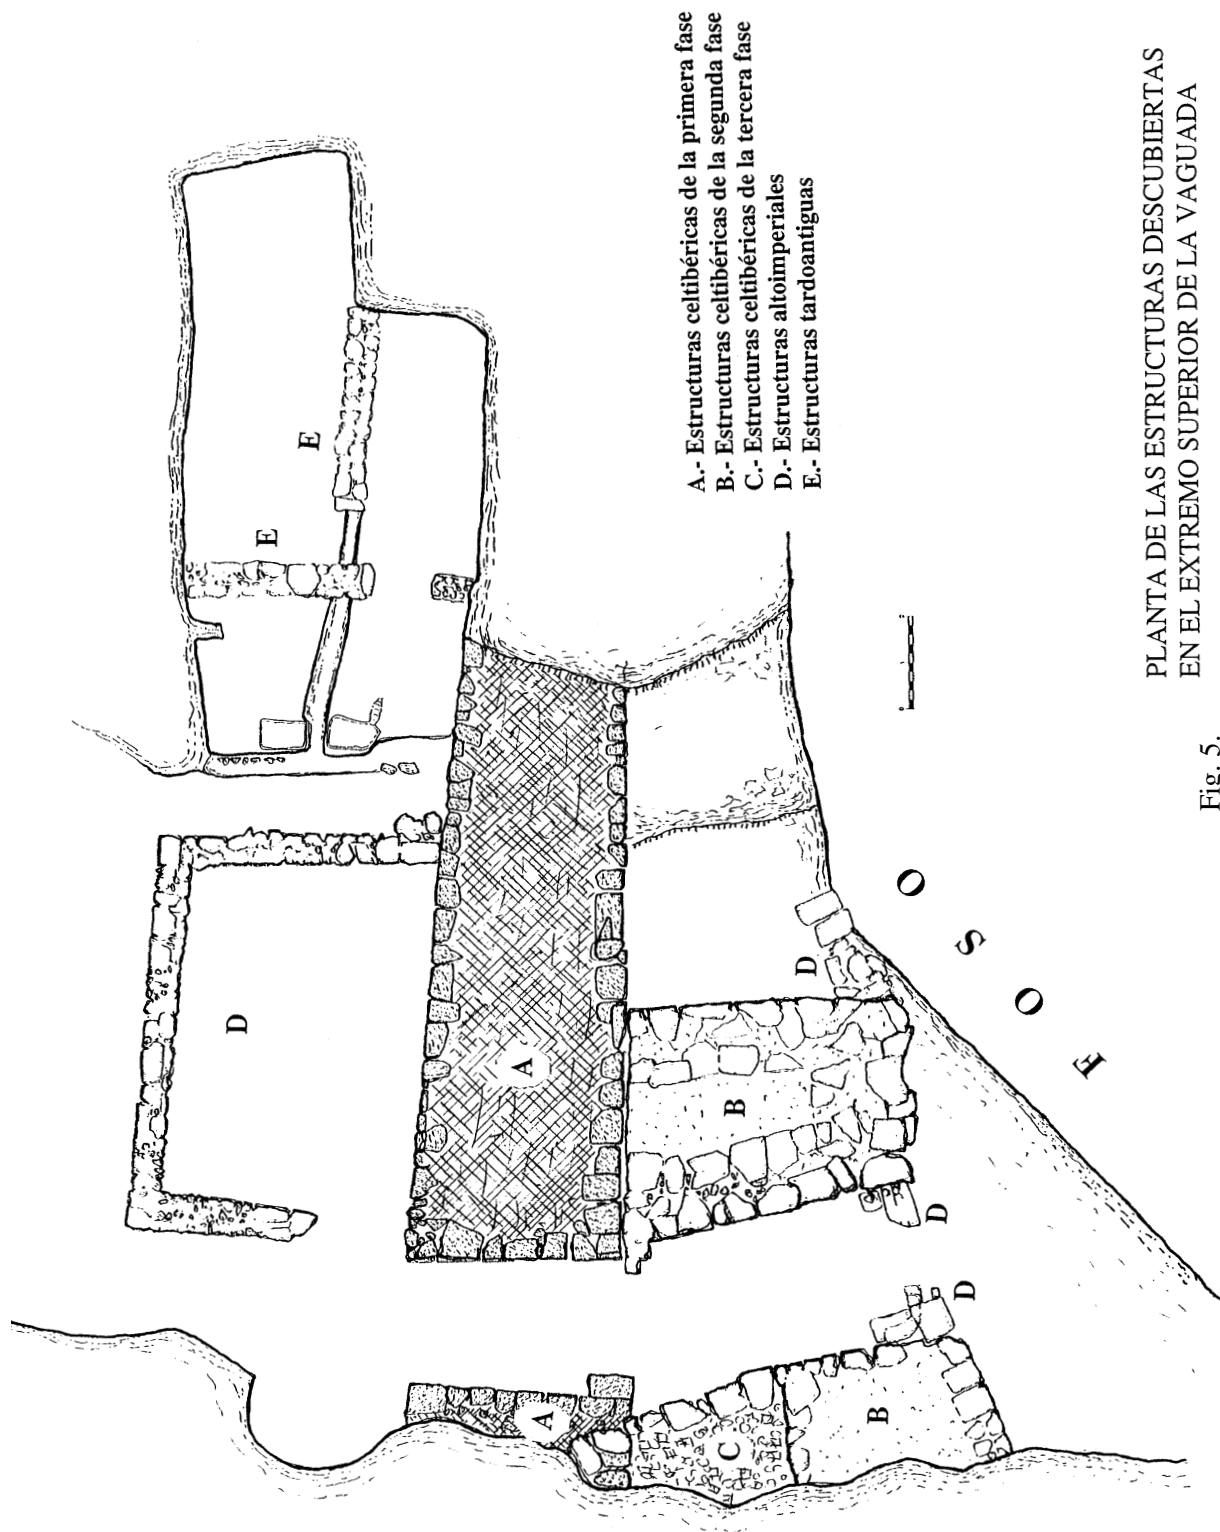 A.- Estructuras celtibéricas de la primera fase
B.- Estructuras celtibéricas de la segunda fase
C.- Estructuras celtibéricas de la tercera fase
D.- Estructuras altoimperiales
E.- Estructuras tardoantiguas
E
E
D
A
D
B
D
D
A
C
B
FOSO
PLANTA DE LAS ESTRUCTURAS DESCUBIERTAS
EN EL EXTREMO SUPERIOR DE LA VAGUADA
Fig. 5.